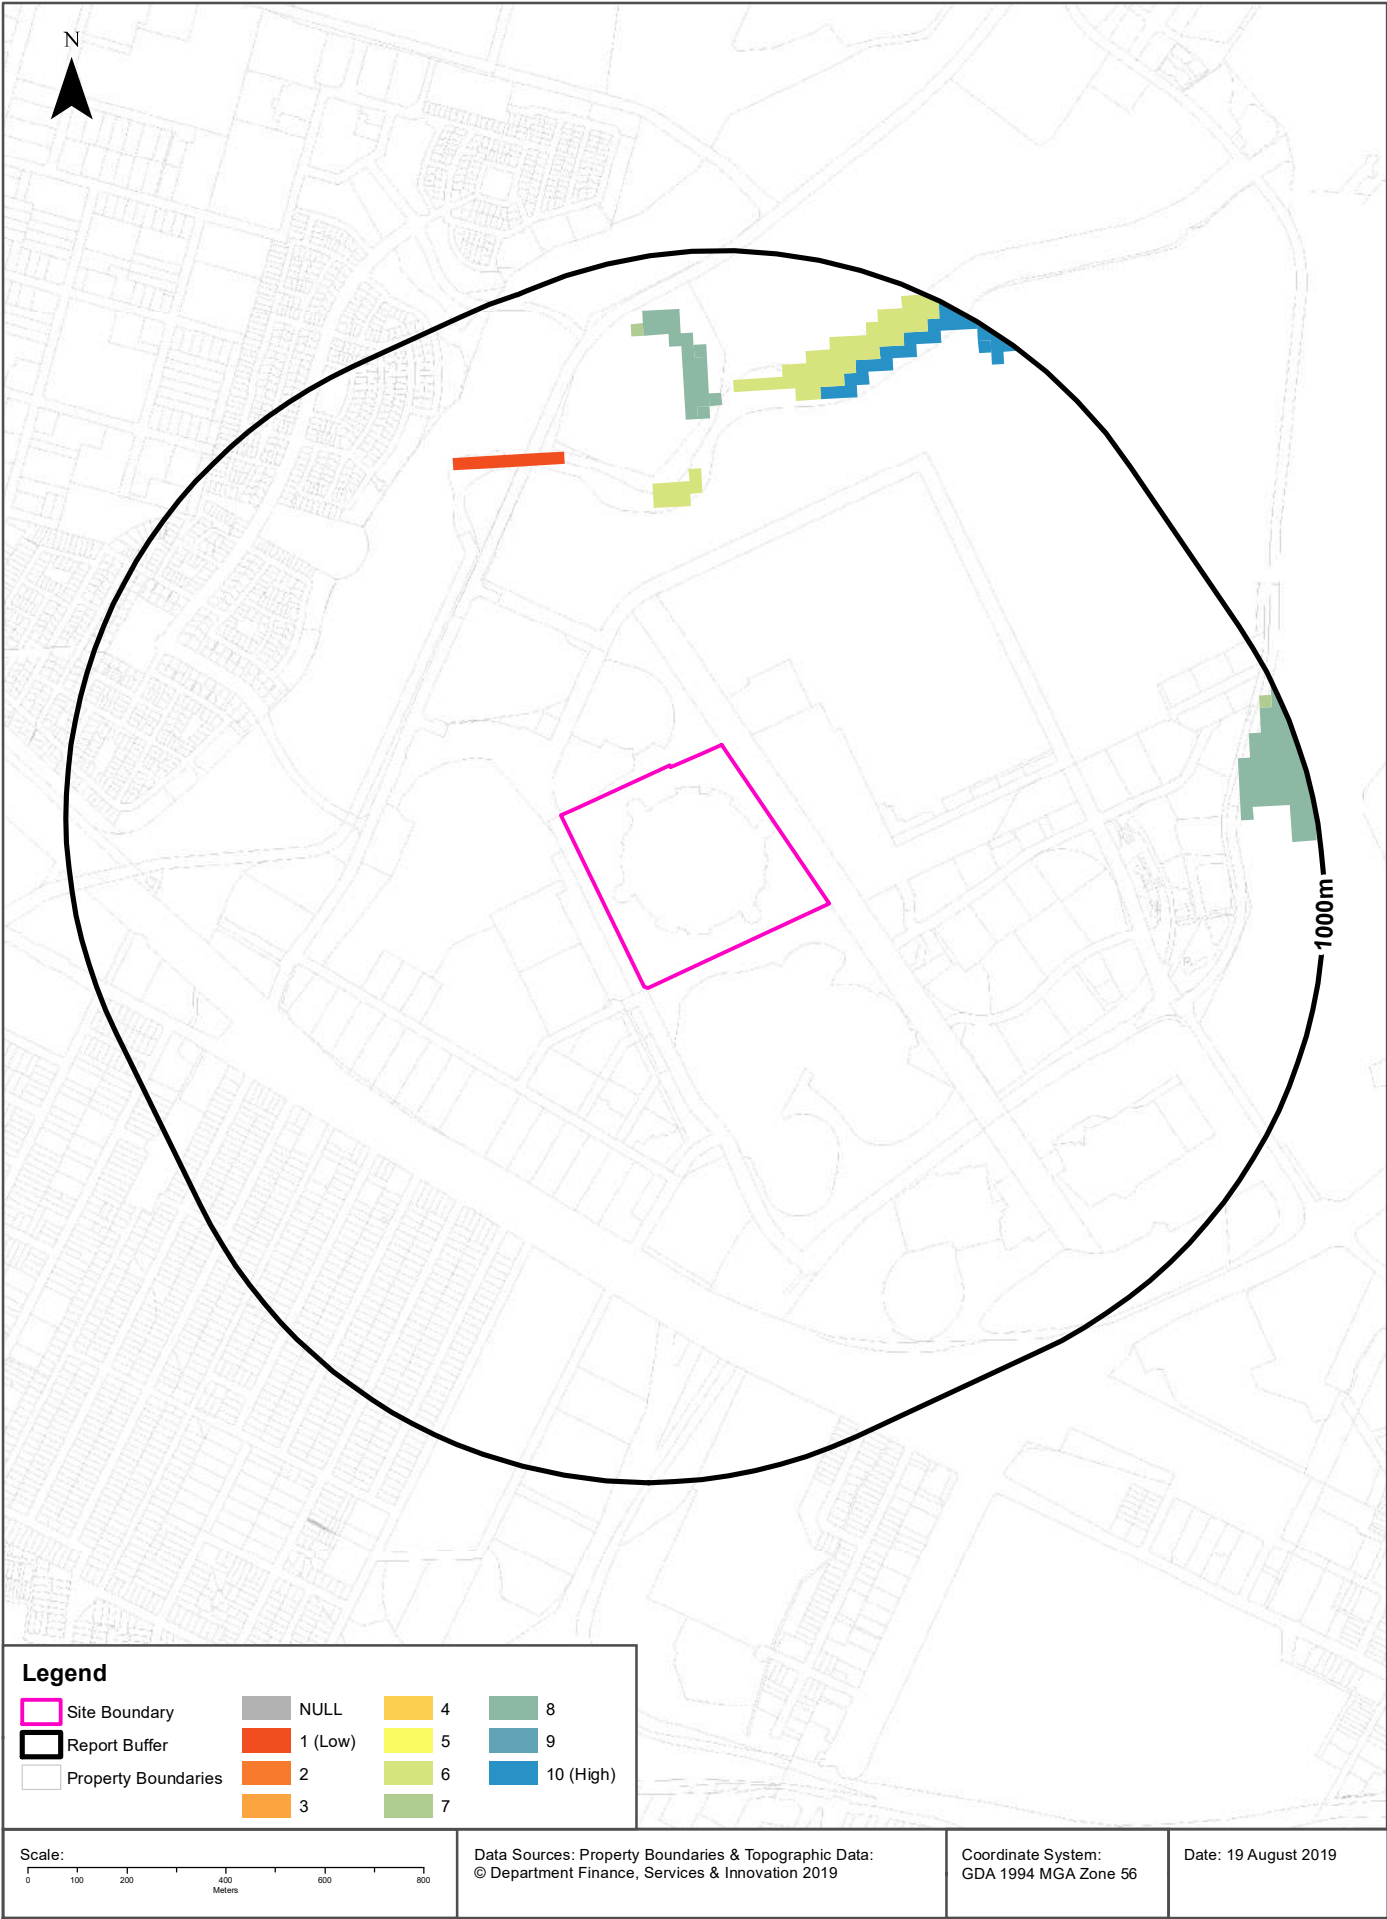 N
1000m
Legend
Site Boundary
Report Buffer
Property Boundaries
NULL
1 (Low)
2
3
4
5
6
7
8
9
10 (High)
Scale:
0 100 200 400 600 800
Meters
Data Sources: Property Boundaries & Topographic Data:
© Department Finance, Services & Innovation 2019
Coordinate System:
GDA 1994 MGA Zone 56
Date: 19 August 2019